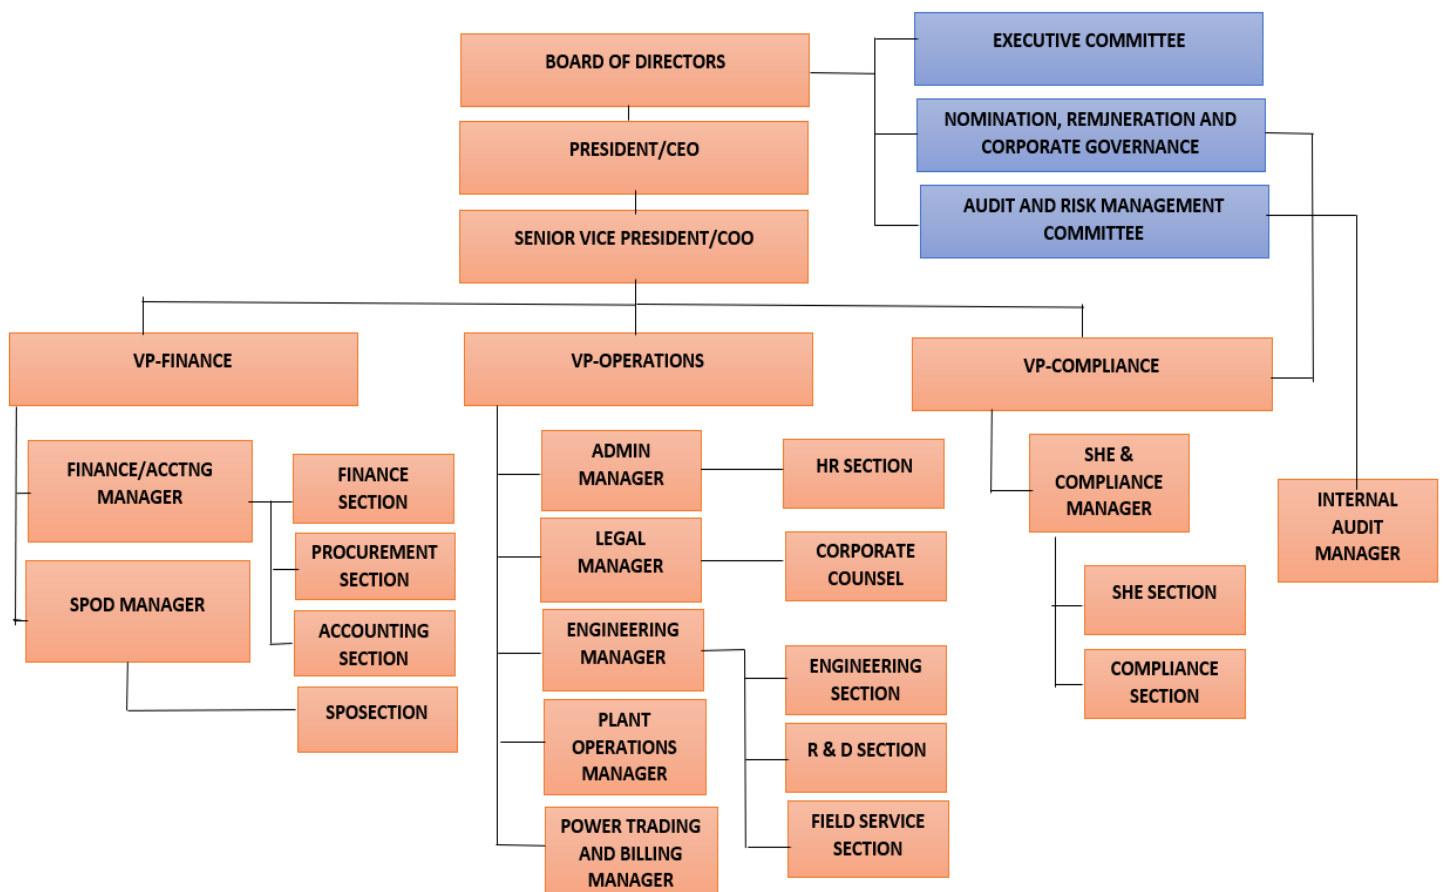 BOARD OF DIRECTORS
EXECUTIVE COMMITTEE
NOMINATION, REMJNERATION AND
CORPORATE GOVERNANCE
PRESIDENT/CEO
AUDIT AND RISK MANAGEMENT
COMMITTEE
SENIOR VICE PRESIDENT/COO
VP-FINANCE
VP-OPERATIONS
VP-COMPLIANCE
FINANCE/ACCTNG
MANAGER
FINANCE
SECTION
PROCUREMENT
SECTION
ACCOUNTING
SECTION
SPOD MANAGER
SPOSECTION
ADMIN
MANAGER
HR SECTION
LEGAL
MANAGER
CORPORATE
COUNSEL
ENGINEERING
MANAGER
ENGINEERING
SECTION
R & D SECTION
FIELD SERVICE
SECTION
PLANT
OPERATIONS
MANAGER
POWER TRADING
AND BILLING
MANAGER
SHE &
COMPLIANCE
MANAGER
SHE SECTION
COMPLIANCE
SECTION
INTERNAL
AUDIT
MANAGER